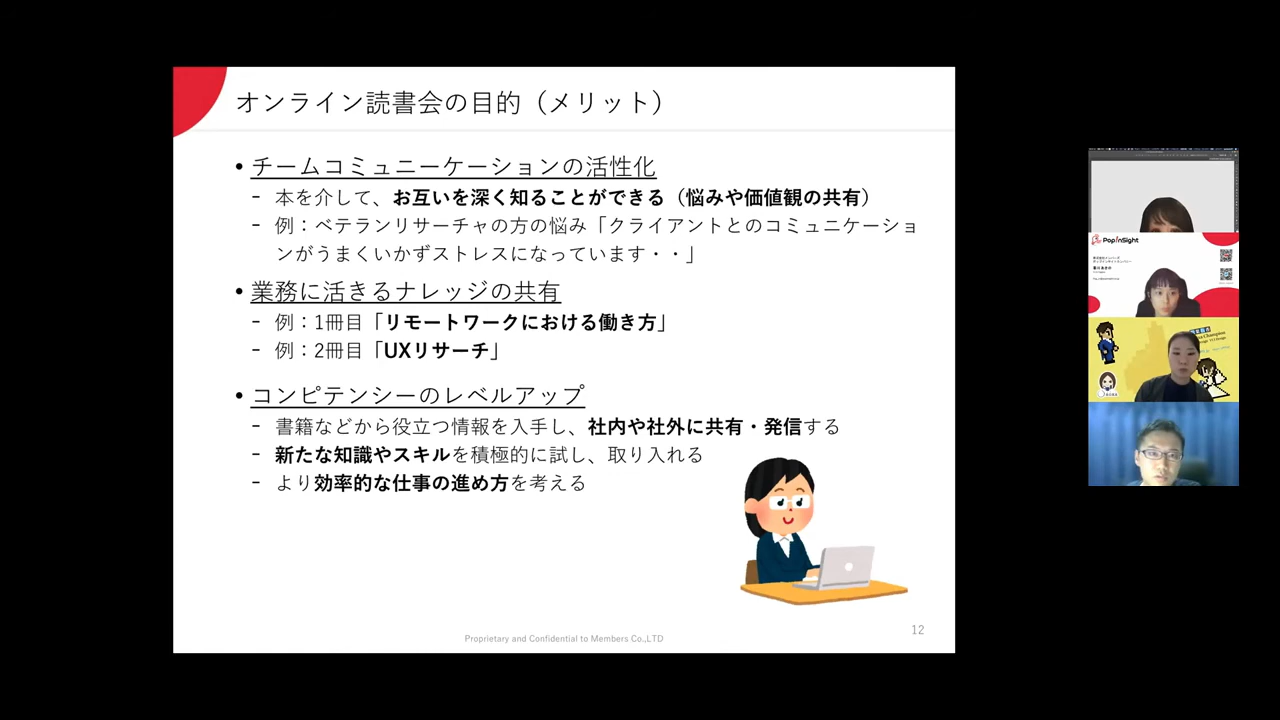 オンライン読書会の目的（メリット）
• チームコミュニーケーションの活性化
- 本を介して、お互いを深く知ることができる（悩みや価値観の共有）
- 例：ベテランリサーチャの方の悩み「クライアントとのコミュニケーショ
ンがうまくいかずストレスになっています・・」
• 業務に活きるナレッジの共有
- 例：1冊目「リモートワークにおける働き方」
- 例：2冊目「UXリサーチ」
• コンピテンシーのレベルアップ
- 書籍などから役立つ情報を入手し、社内や社外に共有・発信する
- 新たな知識やスキルを積極的に試し、取り入れる
- より効率的な仕事の進め方を考える
Proprietary and Confidential to Members Co.,LTD
12
PopInSight